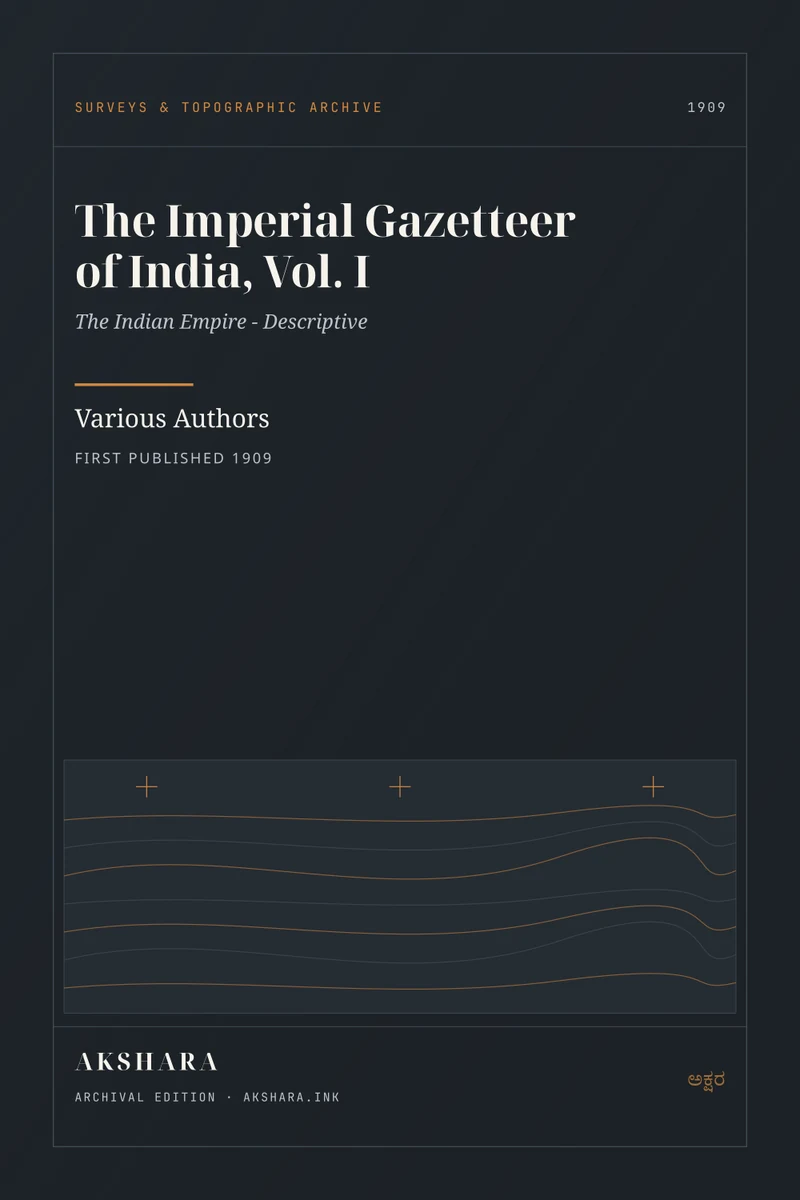 SURVEYS & TOPOGRAPHIC ARCHIVE
1909
The Imperial Gazetteer
of India, Vol. I
The Indian Empire - Descriptive
Various Authors
FIRST PUBLISHED 1909
AKSHARA
ARCHIVAL EDITION · AKSHARA.INK
ಅಕ್ಷರ